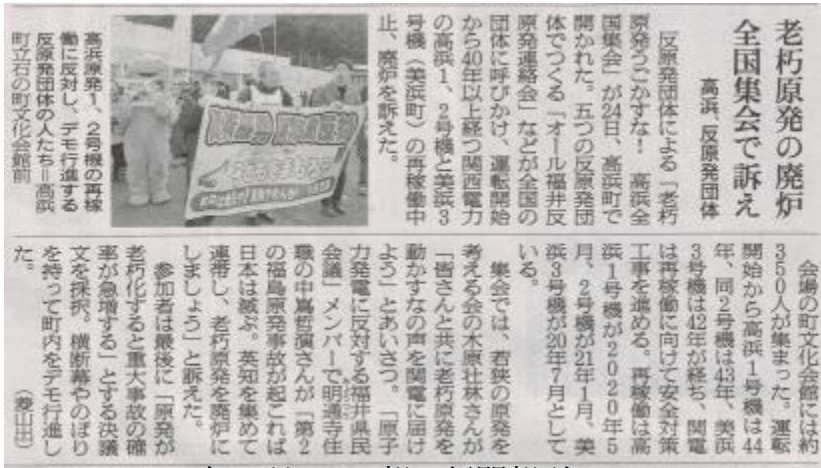 老朽原発の廃炉
全国集会で訴え
高浜、反原発団体
反原発団体による「老朽
原発うごかすな！　高浜全
国集会」が24日、高浜町で
開かれた。五つの反原発団
体でつくる「オール福井反
原発連絡会」などが全国の
団体に呼びかけ、運転開始
から40年以上経つ関西電力
の高浜1、2号機と美浜3
号機（美浜町）の再稼働中
止、廃炉を訴えた。
高浜原発1、2号機の再稼
働に反対し、デモ行進する
反原発団体の人たち＝高浜
町立石の町文化会館前
会場の町文化会館には約
350人が集まった。運転
開始から高浜1号機は44
年、同2号機は43年、美浜
3号機は42年が経ち、関電
は再稼働に向けて安全対策
工事を進める。再稼働は高
浜1号機が2020年5
月、2号機が21年1月、美
浜3号機が20年7月として
いる。
集会では、若狭の原発を
考える会の木原壮林さんが
「皆さんと共に老朽原発を
動かすなの声を関電に届け
よう」とあいさつ。「原子
力発電に反対する福井県民
会議」メンバーで明通寺住
職の中嶌哲演さんが「第2
の福島原発事故が起これば
日本は滅ぶ。英知を集めて
連帯し、老朽原発を廃炉に
しましょう」と訴えた。
参加者は最後に「原発が
老朽化すると重大事故の確
率が急増する」とする決議
文を採択。横断幕やのぼり
を持って町内をデモ行進し
た。
（菱山出）